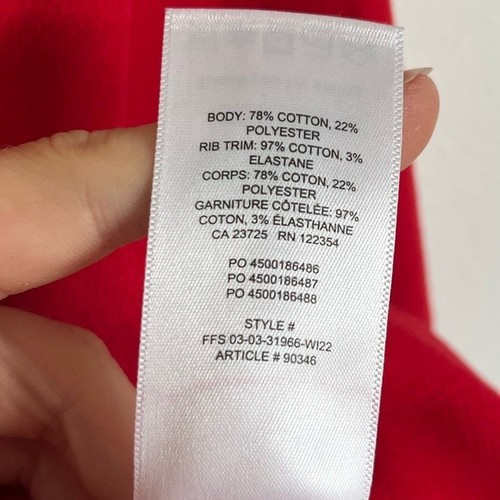 BODY: 78% COTTON, 22%
POLYESTER
RIB TRIM: 97% COTTON, 3%
ELASTANE
CORPS: 78% COTON, 22%
POLYESTER
GARNITURE CÔTELÉE: 97%
COTON, 3% ÉLASTHANNE
CA 23725 RN 122354
PO 4500186486
PO 4500186487
PO 4500186488
STYLE #
FFS 03-03-31966-WI22
ARTICLE # 90346